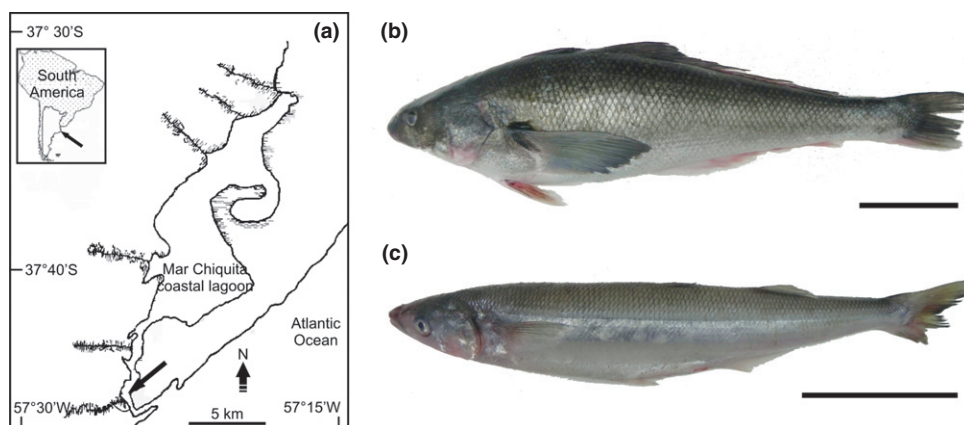 (a)
37° 30'S
South
America
37° 40'S
Mar Chiquita
coastal lagoon
Atlantic
Ocean
N
57°30'W
57°15'W
5 km
(b)
(c)